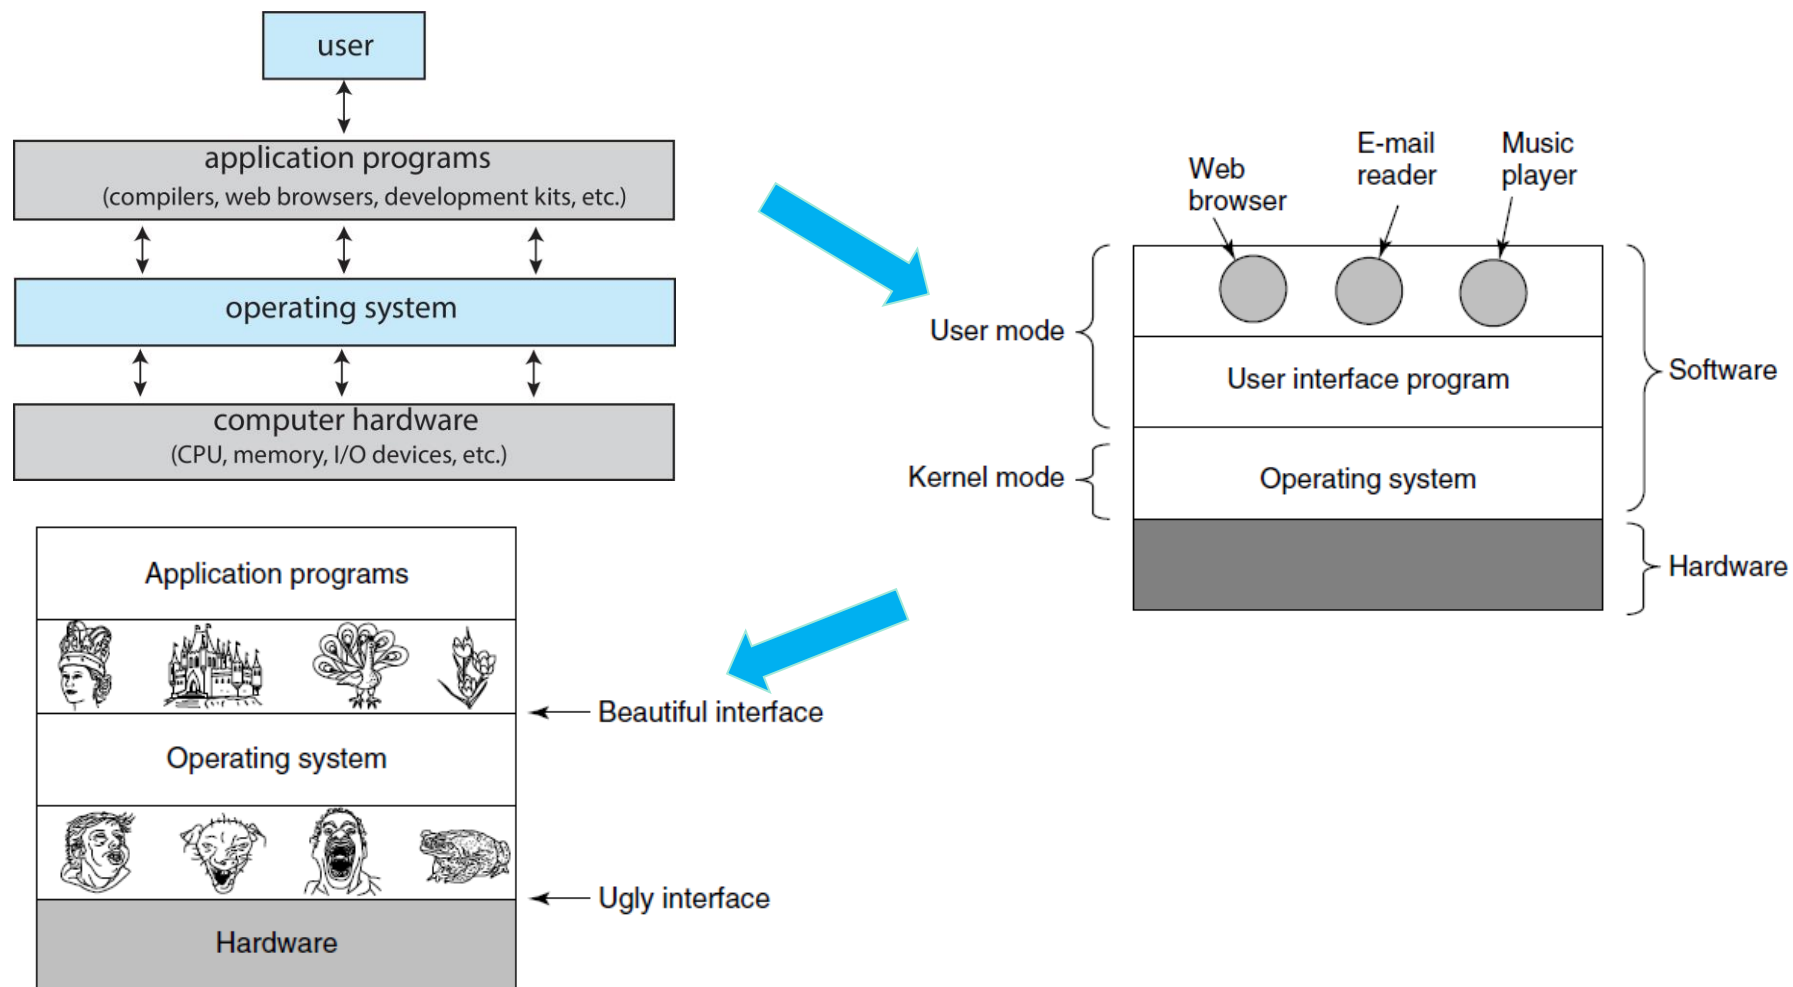 user
application programs
(compilers, web browsers, development kits, etc.)
operating system
computer hardware
(CPU, memory, I/O devices, etc.)
Web
browser
E-mail
reader
Music
player
User mode
User interface program
Software
Kernel mode
Operating system
Hardware
Application programs
Beautiful interface
Operating system
Ugly interface
Hardware